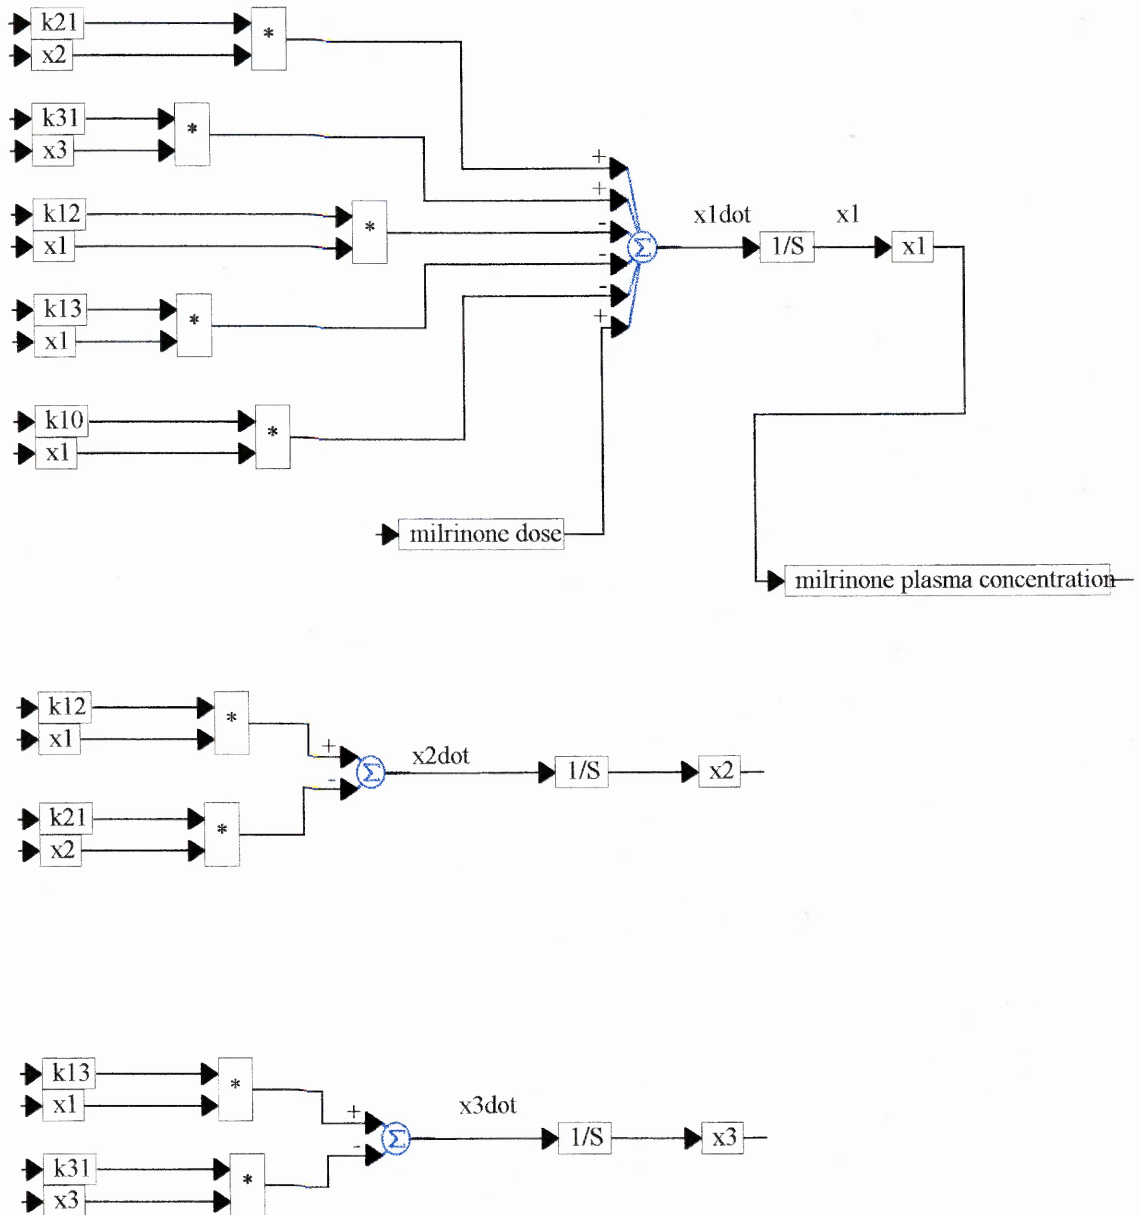 k21
x2
*
k31
x3
*
k12
x1
*
k13
x1
*
k10
x1
*
+
+
-
-
-
+
Σ
x1dot
1/S
x1
x1
milrinone dose
milrinone plasma concentration
k12
x1
*
k21
x2
*
+
-
Σ
x2dot
1/S
x2
k13
x1
*
k31
x3
*
+
-
Σ
x3dot
1/S
x3